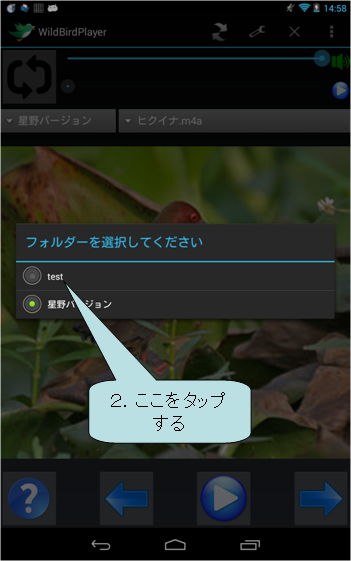 14:58
WildBirdPlayer
星野バージョン
ヒクイナ.m4a
フォルダーを選択してください
test
星野バージョン
２．ここをタップ
する
?